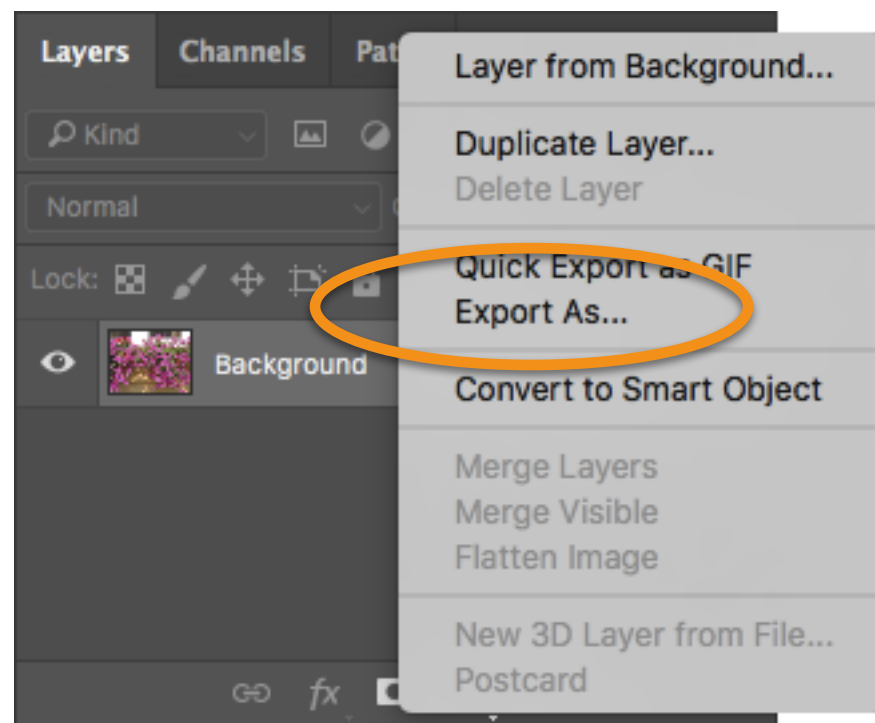 Layers Channels Pat
Kind
Normal
Lock:
Background
fx
Layer from Background...
Duplicate Layer...
Delete Layer
Quick Export as GIF
Export As...
Convert to Smart Object
Merge Layers
Merge Visible
Flatten Image
New 3D Layer from File...
Postcard